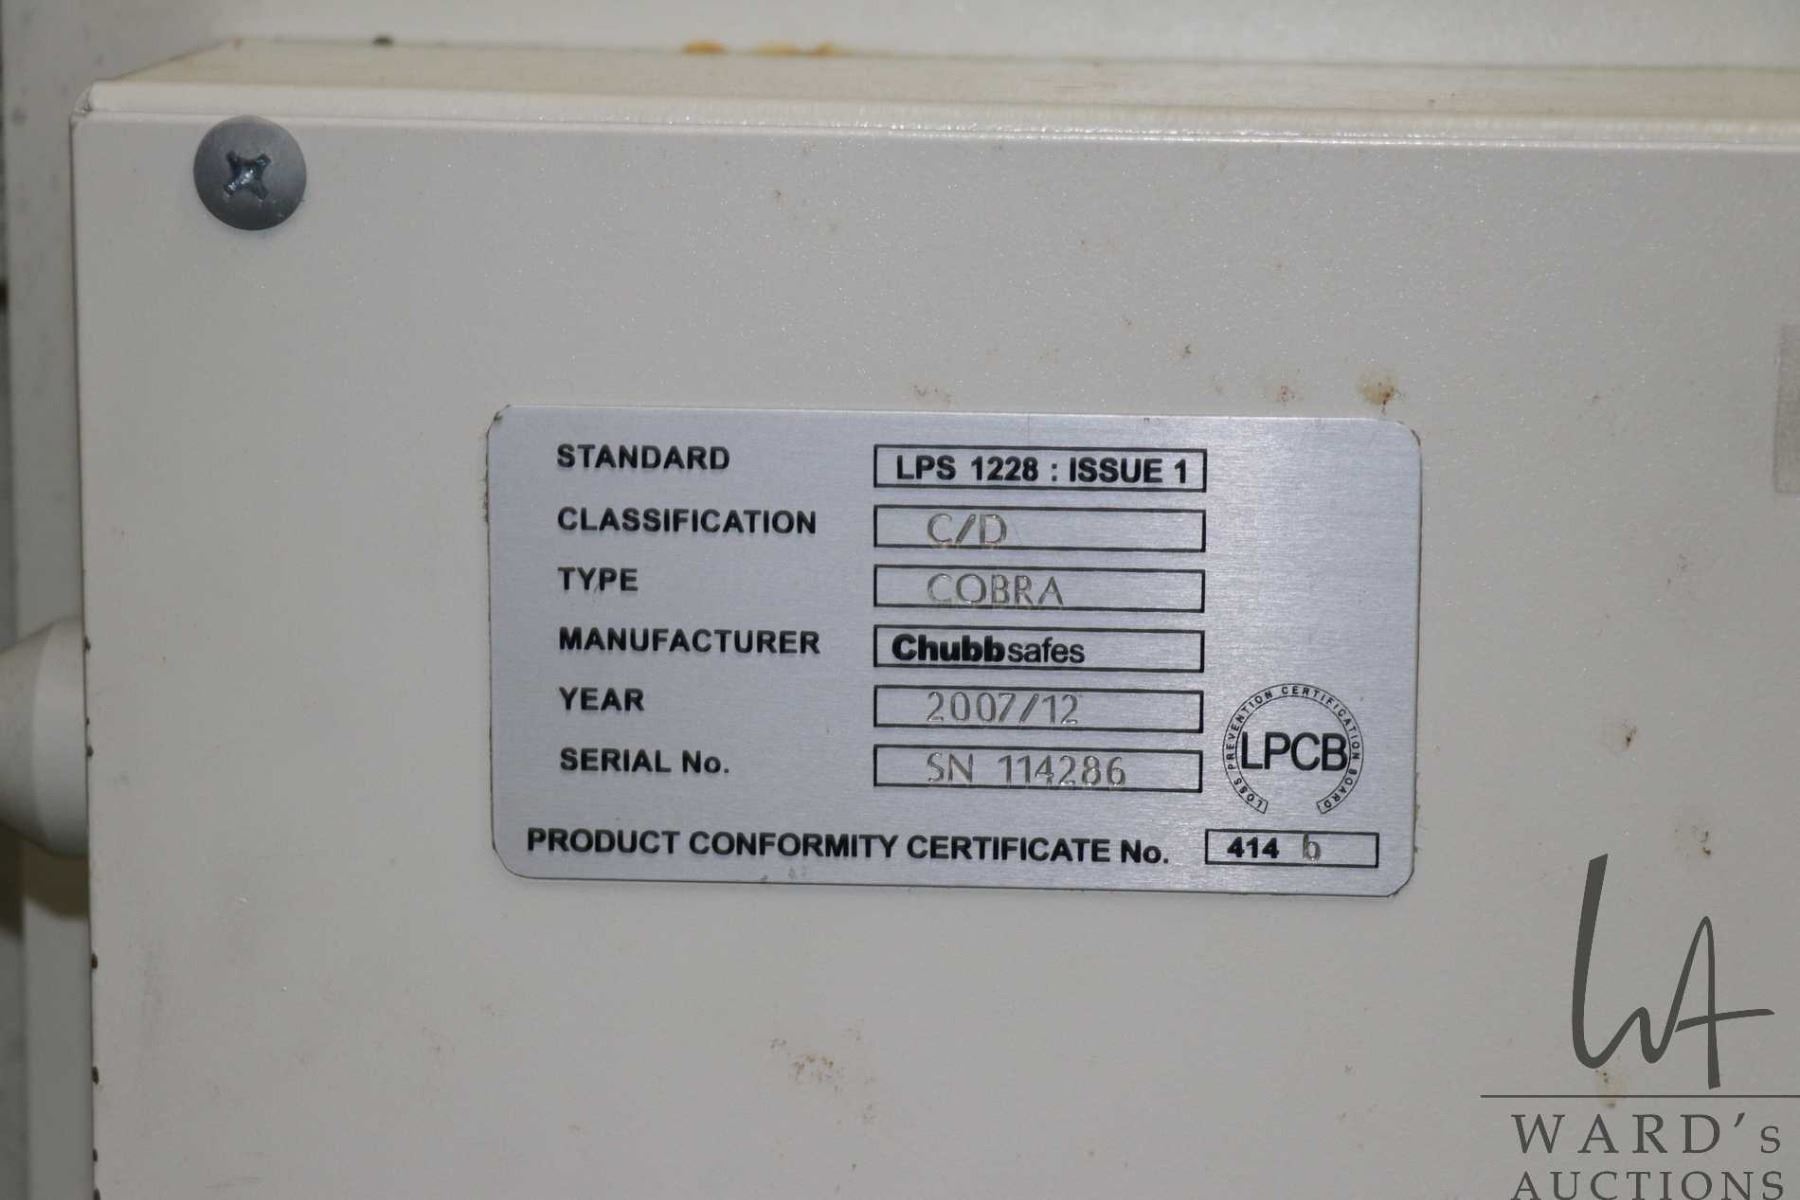 STANDARD LPS 1228 : ISSUE 1
CLASSIFICATION C/D
TYPE COBRA
MANUFACTURER Chubbsafes
YEAR 2007/12
SERIAL No. SN 114286
LOSS PREVENTION CERTIFICATION BOARD
LPCB
PRODUCT CONFORMITY CERTIFICATE No. 414 b
WA
WARD's
AUCTIONS